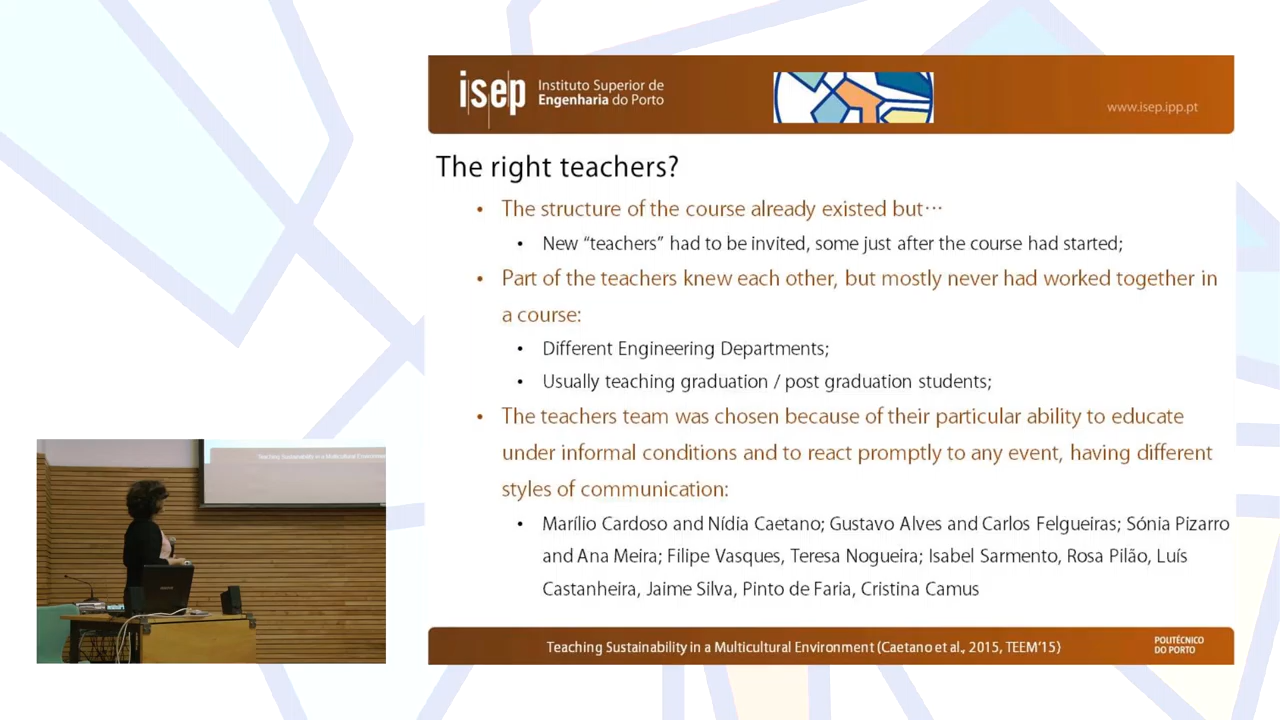 isep
Instituto Superior de
Engenharia do Porto
www.isep.ipp.pt
The right teachers?
• The structure of the course already existed but…
• New “teachers” had to be invited, some just after the course had started;
• Part of the teachers knew each other, but mostly never had worked together in
a course:
• Different Engineering Departments;
• Usually teaching graduation / post graduation students;
• The teachers team was chosen because of their particular ability to educate
under informal conditions and to react promptly to any event, having different
styles of communication:
• Marílio Cardoso and Nídia Caetano; Gustavo Alves and Carlos Felgueiras; Sónia Pizarro
and Ana Meira; Filipe Vasques, Teresa Nogueira; Isabel Sarmento, Rosa Pilão, Luís
Castanheira, Jaime Silva, Pinto de Faria, Cristina Camus
Teaching Sustainability in a Multicultural Environment (Caetano et al., 2015, TEEM’15)
POLITÉCNICO
DO PORTO
Teaching Sustainability in a Multicultural Environment